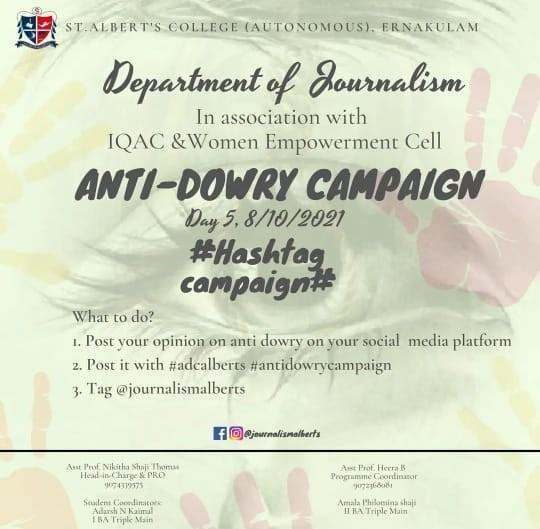 ST.ALBERT'S COLLEGE (AUTONOMOUS), ERNAKULAM
Department of Journalism
In association with
IQAC &Women Empowerment Cell
ANTI-DOWRY CAMPAIGN
Day 5, 8/10/2021
#Hashtag
campaign#
What to do?
1. Post your opinion on anti dowry on your social media platform
2. Post it with #adcalberts #antidowrycampaign
3. Tag @journalismalberts
@journalismalberts
Asst Prof. Nikitha Shaji Thomas
Head-in-Charge & PRO
9074339575
Student Coordinators:
Adarsh N Kaimal
I BA Triple Main
Asst Prof. Heera B
Programme Coordinator
9072368081
Amala Philomina shaji
II BA Triple Main